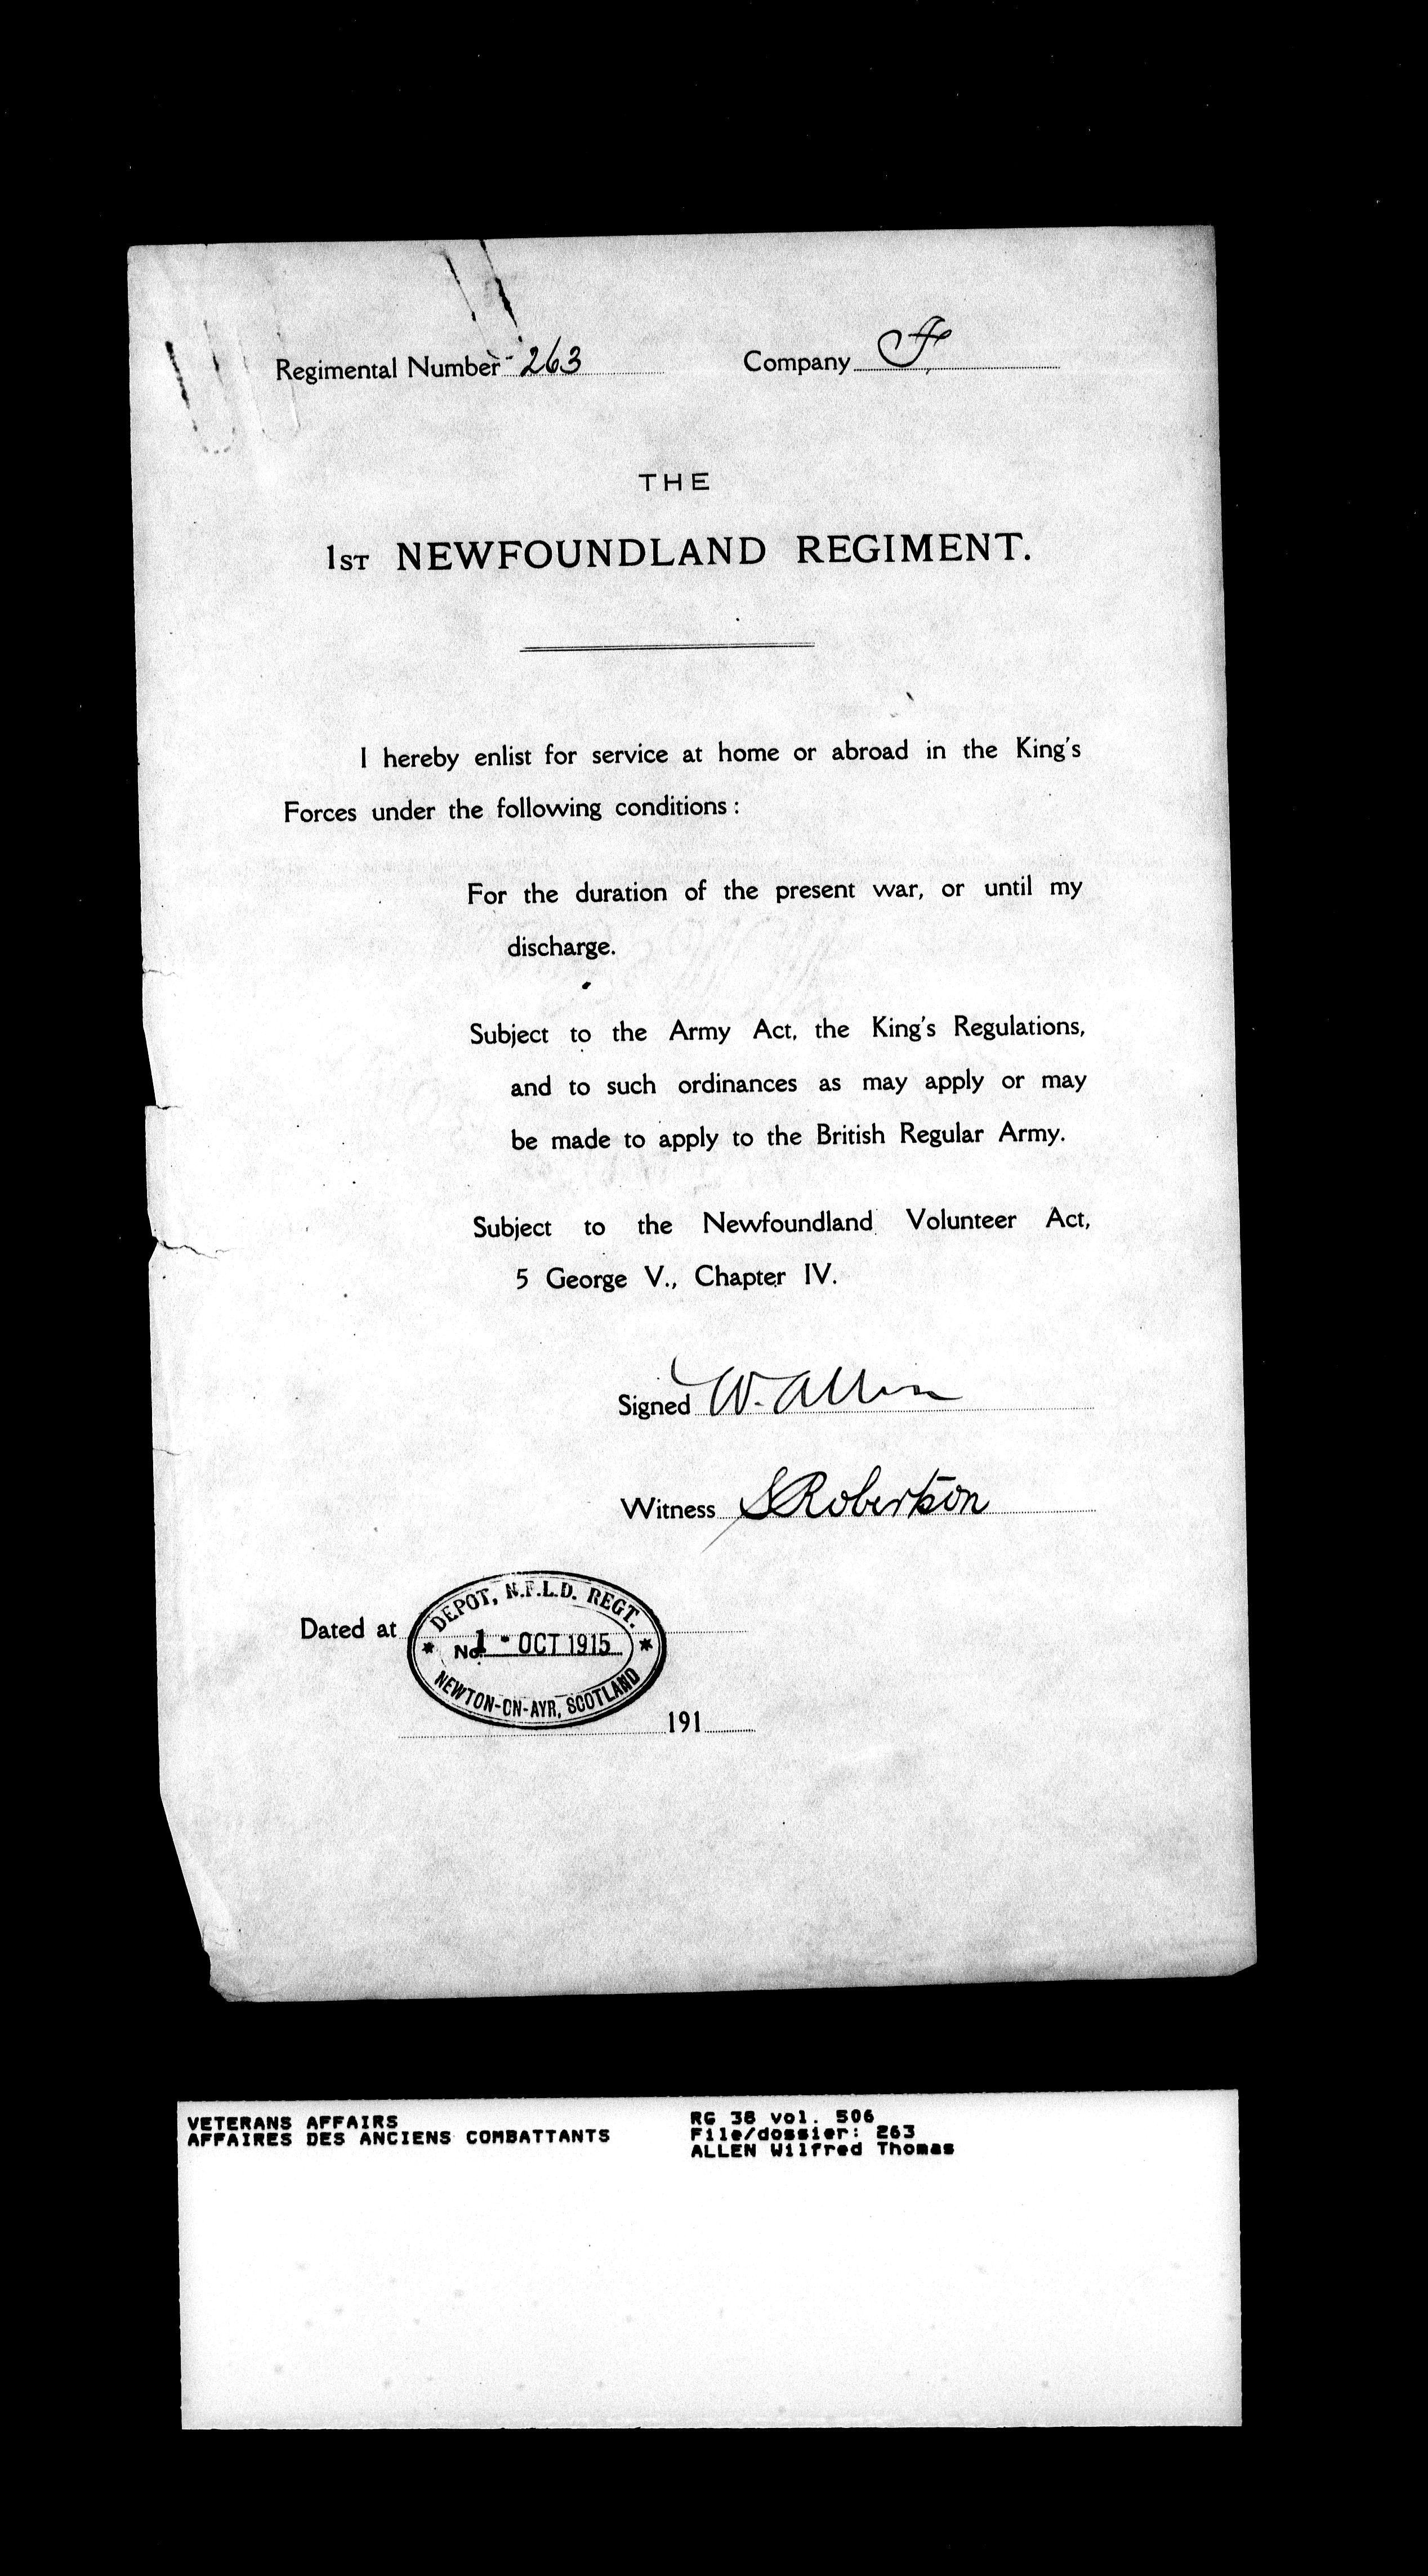 Regimental Number 263 Company F
THE
1ST NEWFOUNDLAND REGIMENT.
I hereby enlist for service at home or abroad in the King's
Forces under the following conditions :
For the duration of the present war, or until my
discharge.
Subject to the Army Act, the King's Regulations,
and to such ordinances as may apply or may
be made to apply to the British Regular Army.
Subject to the Newfoundland Volunteer Act,
5 George V., Chapter IV.
Signed W. Allen
Witness S Robertson
DEPOT, N.F.L.D. REGT.
Dated at
* No. 1 - OCT 1915 *
NEWTON-ON-AYR, SCOTLAND
191
VETERANS AFFAIRS RG 38 vol. 506
AFFAIRES DES ANCIENS COMBATTANTS File/dossier: 263
ALLEN Wilfred Thomas